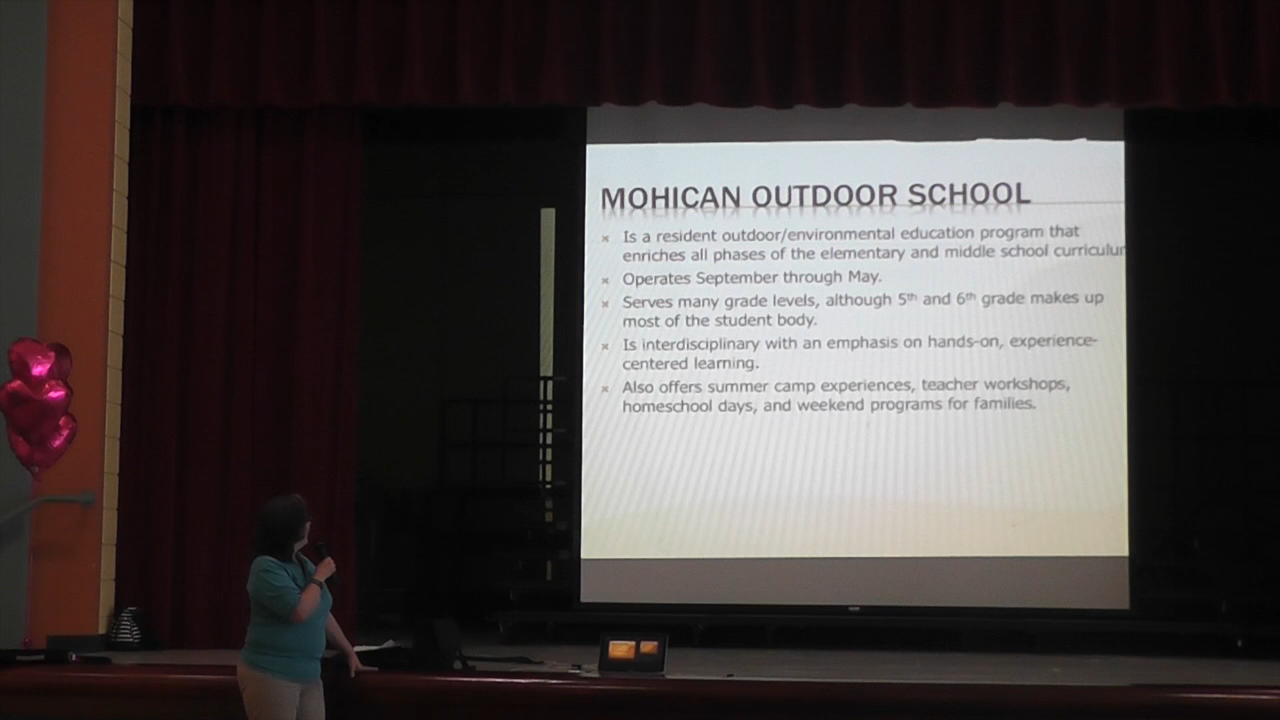 MOHICAN OUTDOOR SCHOOL
Is a resident outdoor/environmental education program that
enriches all phases of the elementary and middle school curriculum
Operates September through May.
Serves many grade levels, although 5th and 6th grade makes up
most of the student body.
Is interdisciplinary with an emphasis on hands-on, experience-
centered learning.
Also offers summer camp experiences, teacher workshops,
homeschool days, and weekend programs for families.